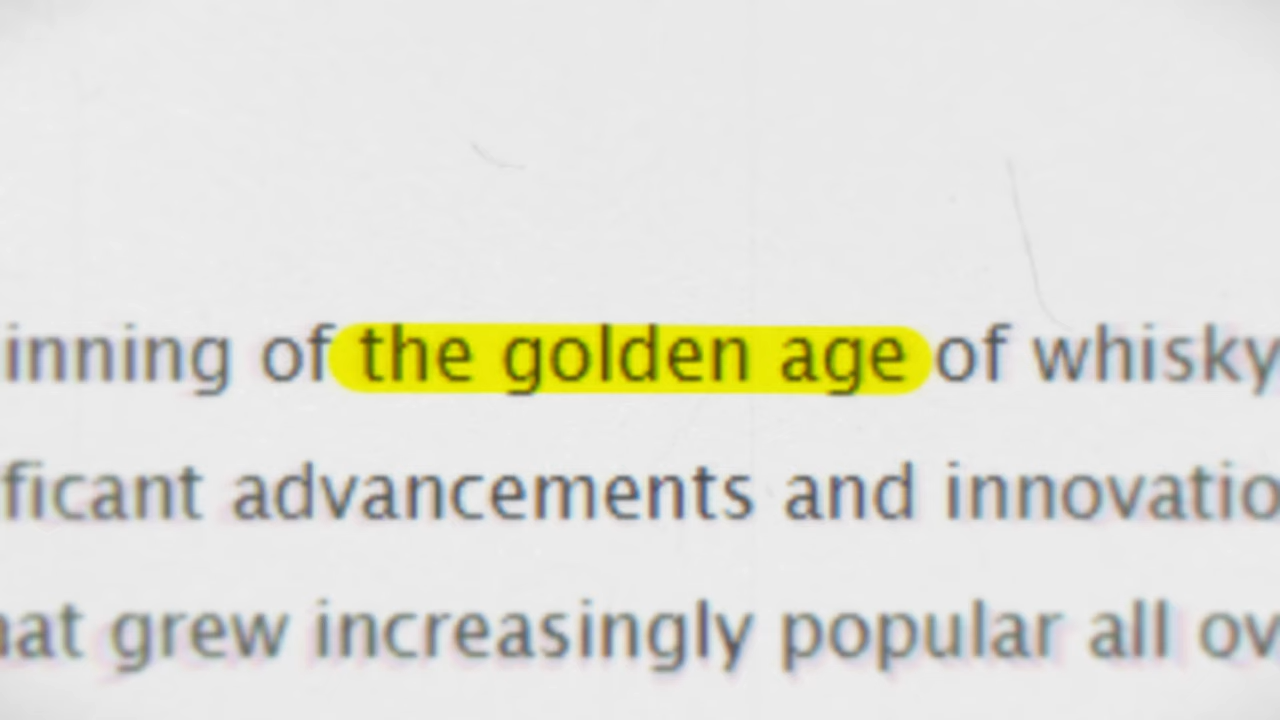 inning of the golden age of whisky
ficant advancements and innovatio
hat grew increasingly popular all ov